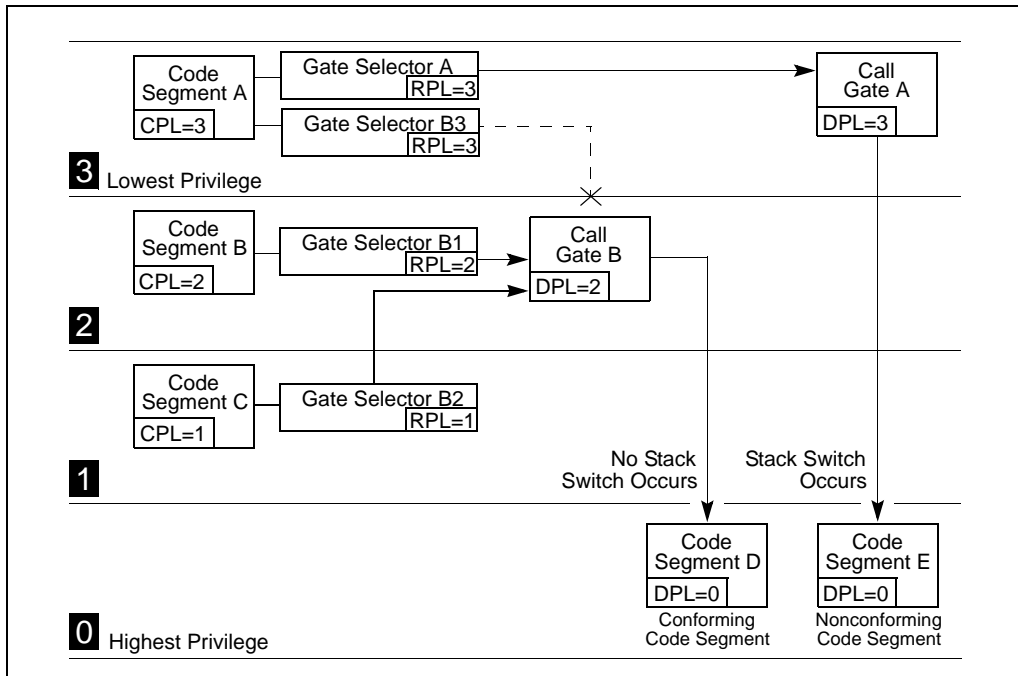 Code
Segment A
CPL=3
Gate Selector A
RPL=3
Gate Selector B3
RPL=3
Call
Gate A
DPL=3
3 Lowest Privilege
Code
Segment B
CPL=2
Gate Selector B1
RPL=2
Call
Gate B
DPL=2
2
Code
Segment C
CPL=1
Gate Selector B2
RPL=1
No Stack
Switch Occurs
Stack Switch
Occurs
1
Code
Segment D
DPL=0
Conforming
Code Segment
Code
Segment E
DPL=0
Nonconforming
Code Segment
0 Highest Privilege